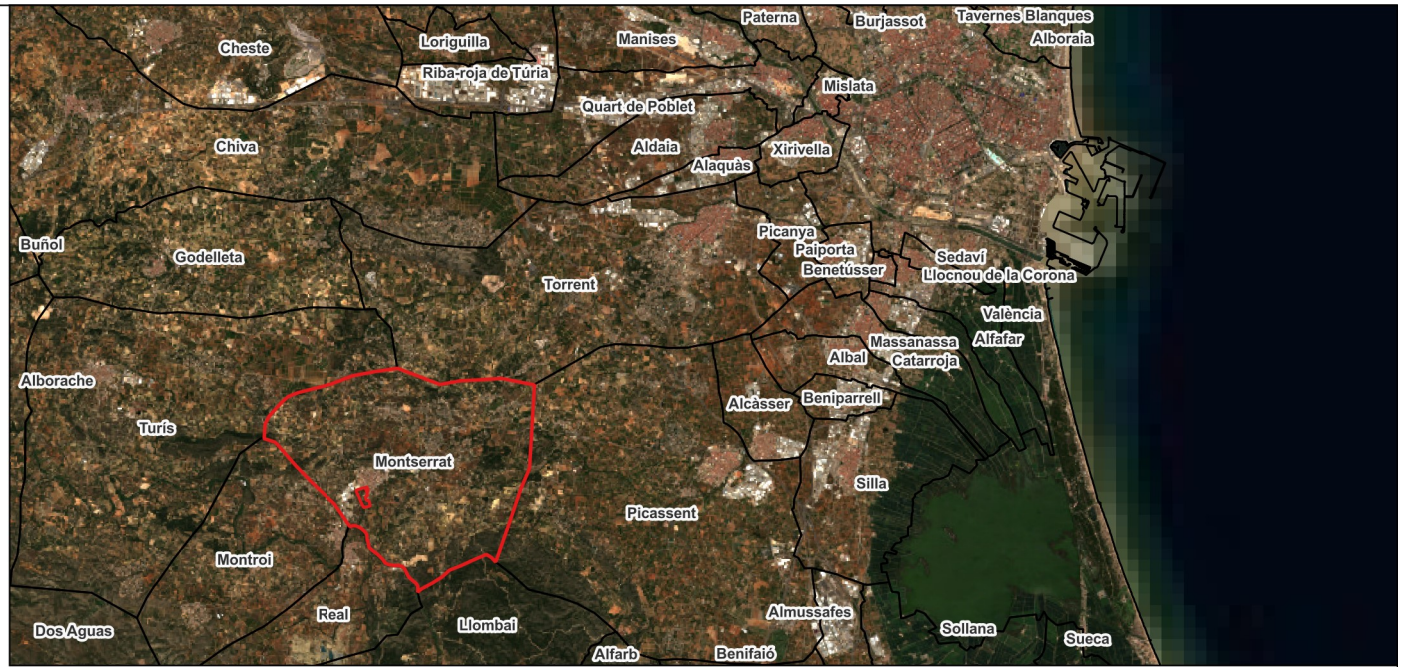 Paterna
Burjassot
Tavernes Blanques
Alboraia
Cheste
Loriguilla
Manises
Riba-roja de Túria
Mislata
Quart de Poblet
Chiva
Aldaia
Xirivella
Alaquàs
Buñol
Godelleta
Picanya
Paiporta
Sedaví
Benetússer
Llocnou de la Corona
Torrent
València
Alfafar
Massanassa
Albal
Catarroja
Alborache
Beniparrell
Alcàsser
Turís
Montserrat
Silla
Picassent
Montroi
Real
Almussafes
Llombai
Sollana
Dos Aguas
Sueca
Alfarb
Benifaió